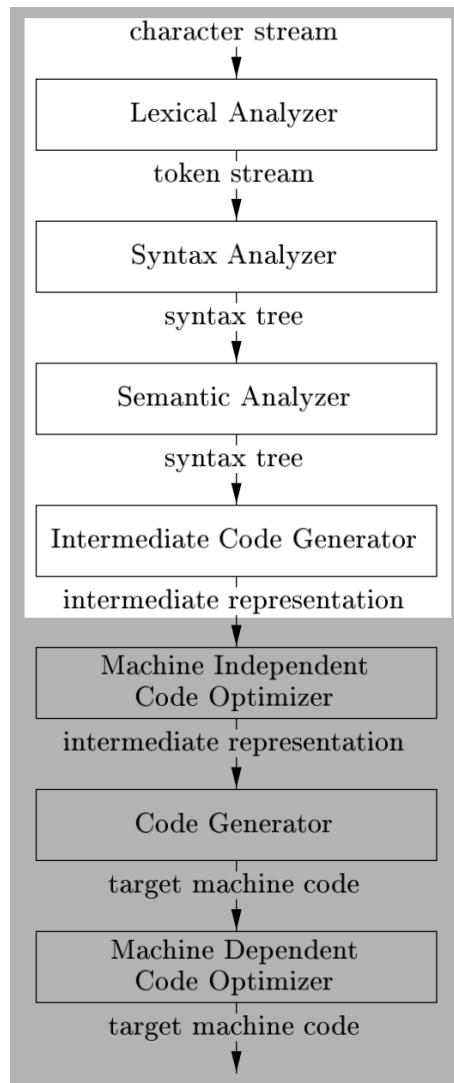 character stream
Lexical Analyzer
token stream
Syntax Analyzer
syntax tree
Semantic Analyzer
syntax tree
Intermediate Code Generator
intermediate representation
Machine Independent
Code Optimizer
intermediate representation
Code Generator
target machine code
Machine Dependent
Code Optimizer
target machine code